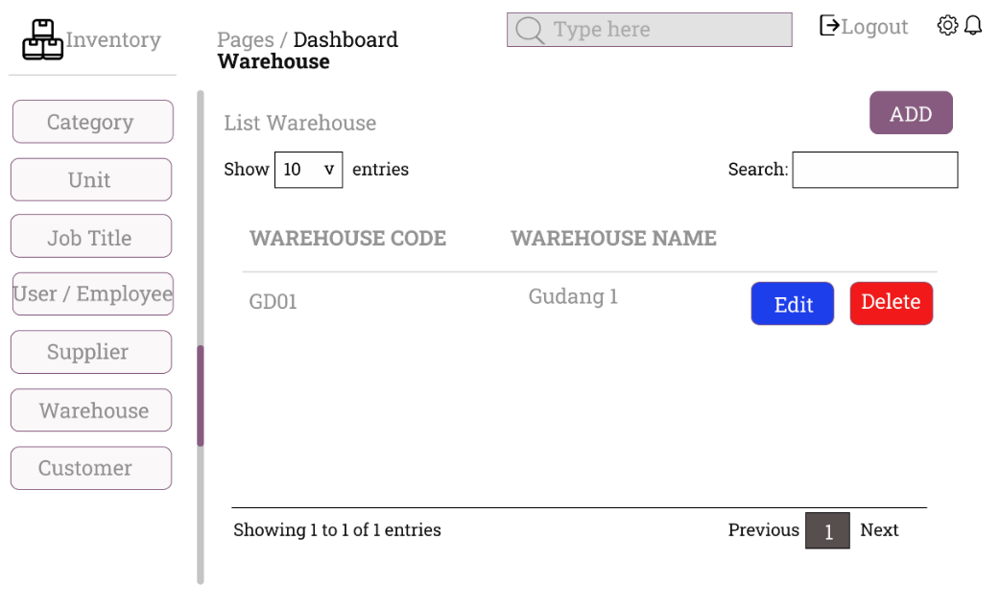 Inventory
Pages / Dashboard
Warehouse
Type here
Logout
Category
Unit
Job Title
User / Employee
Supplier
Warehouse
Customer
List Warehouse
ADD
Show 10 v entries
Search:
WAREHOUSE CODE WAREHOUSE NAME
GD01 Gudang 1 Edit Delete
Showing 1 to 1 of 1 entries
Previous 1 Next